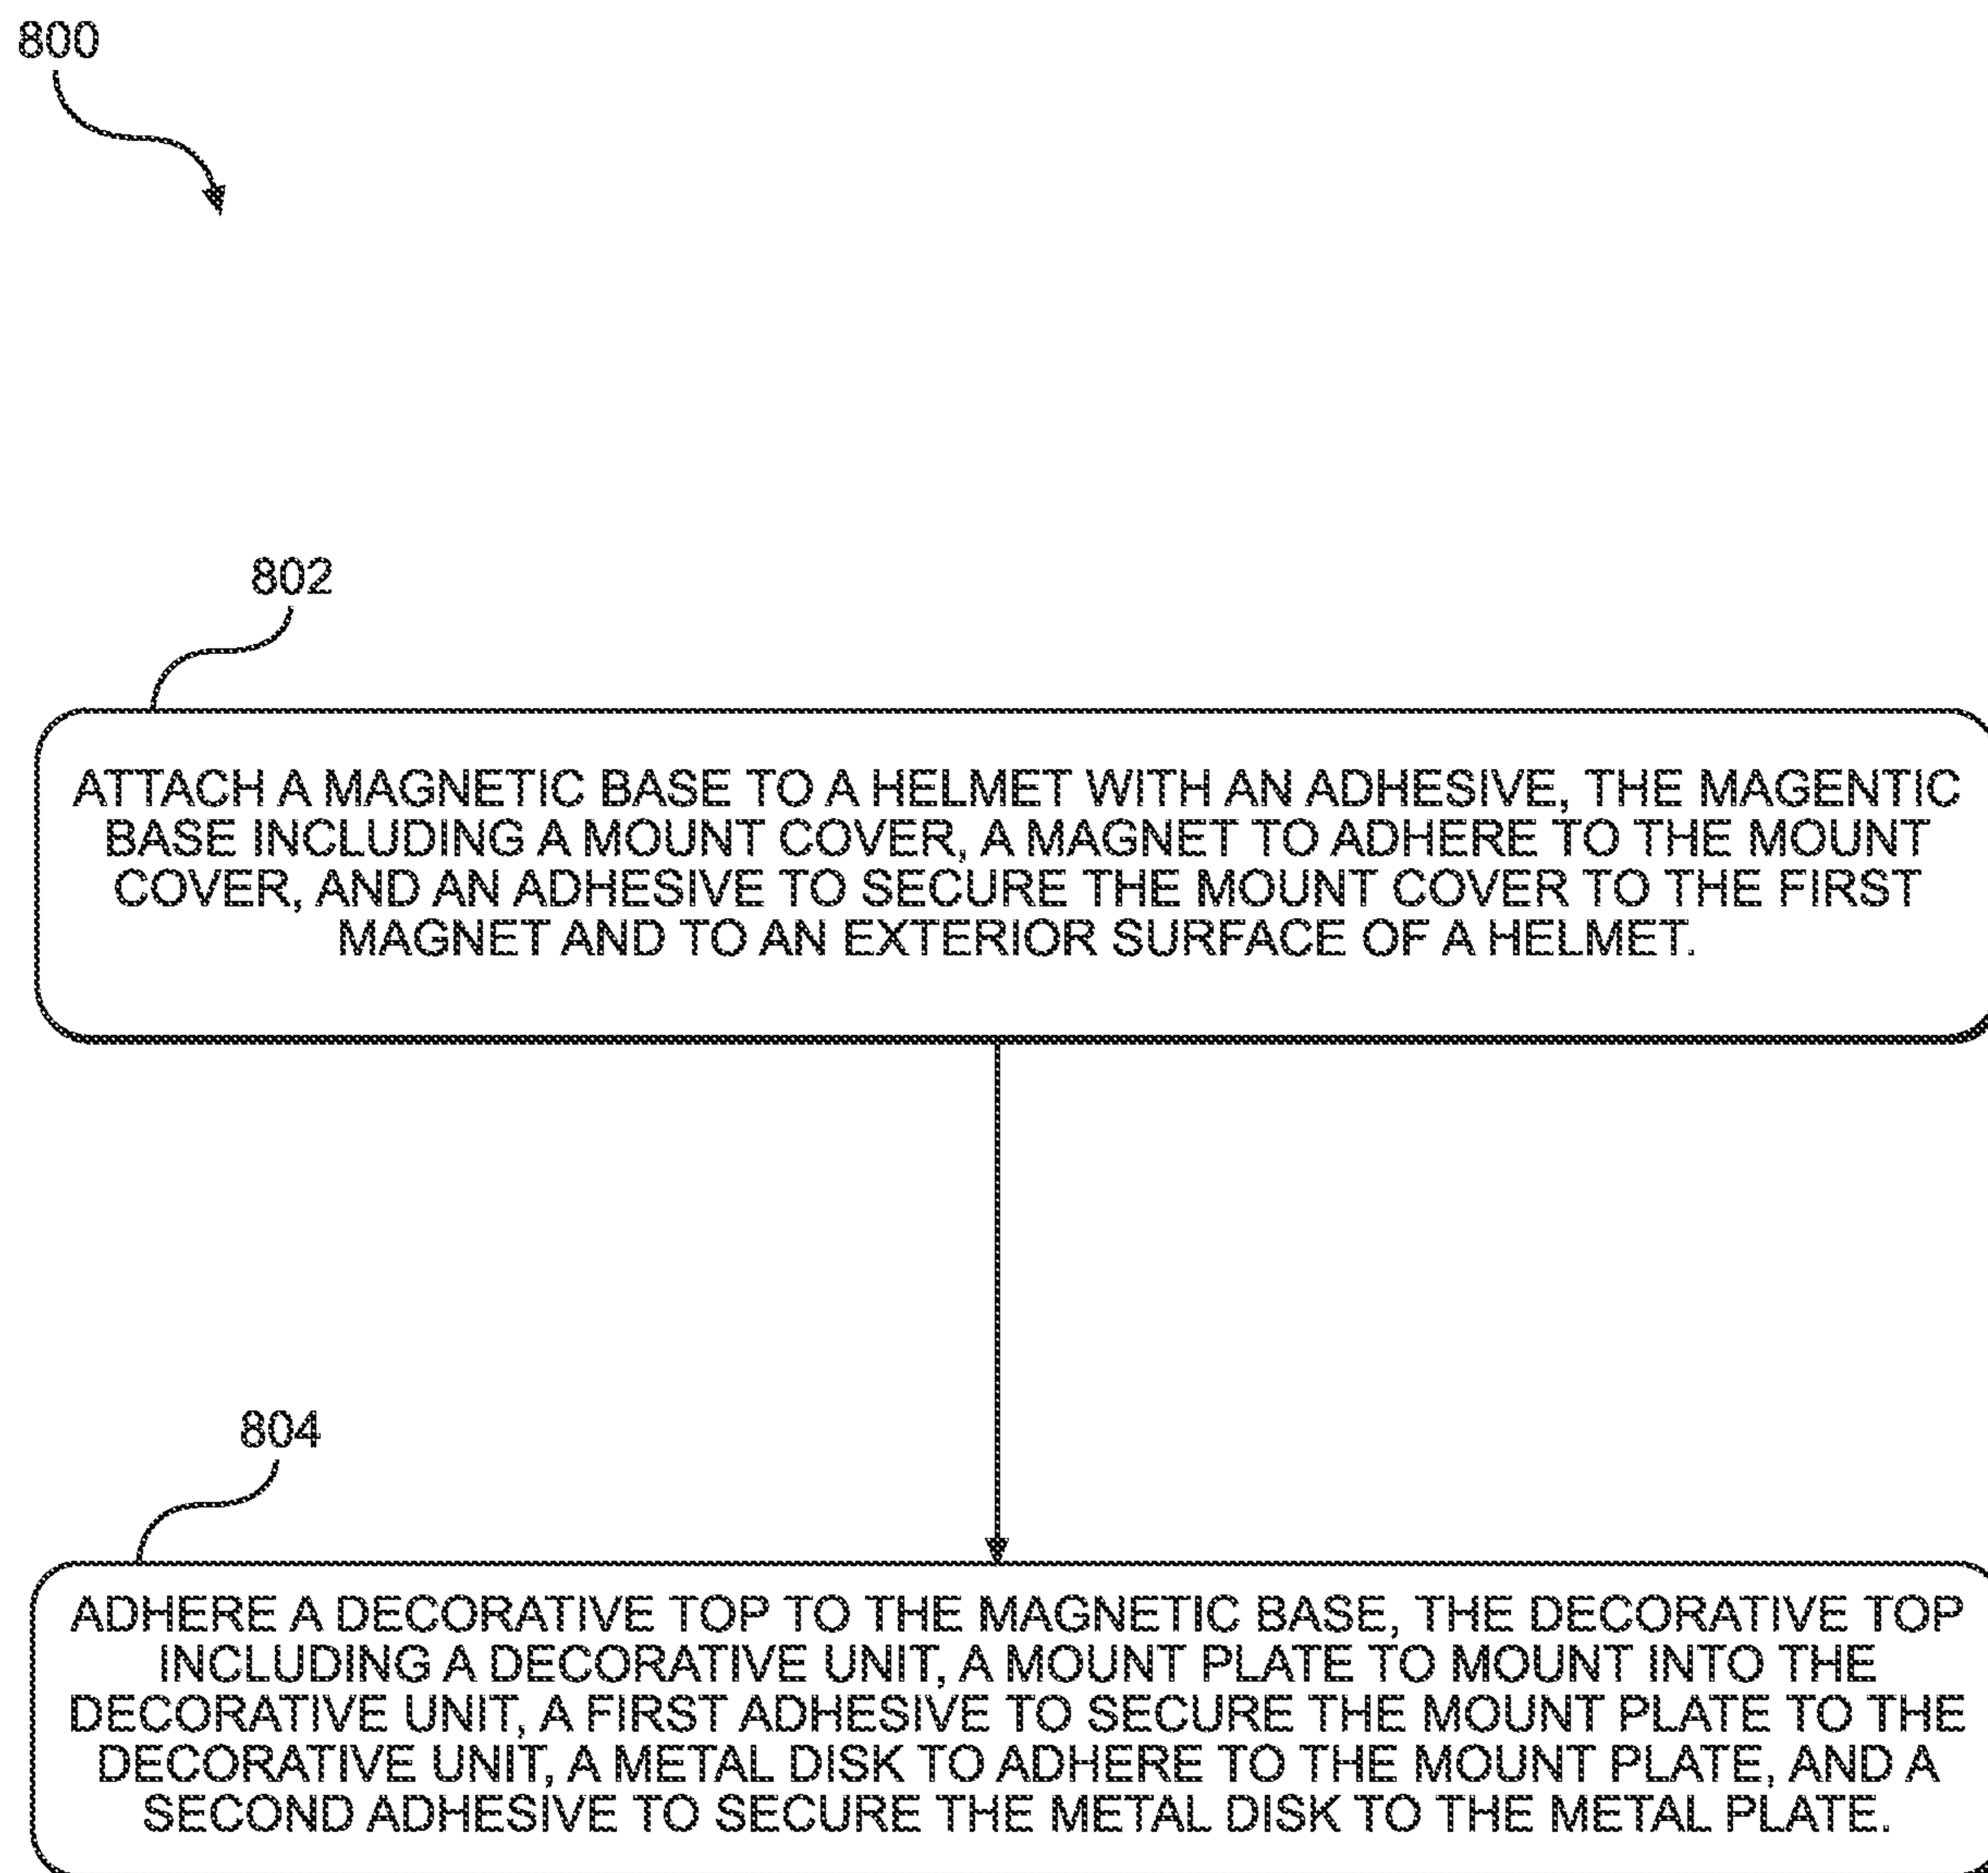 800
802
ATTACH A MAGNETIC BASE TO A HELMET WITH AN ADHESIVE, THE MAGENTIC
BASE INCLUDING A MOUNT COVER, A MAGNET TO ADHERE TO THE MOUNT
COVER, AND AN ADHESIVE TO SECURE THE MOUNT COVER TO THE FIRST
MAGNET AND TO AN EXTERIOR SURFACE OF A HELMET.
804
ADHERE A DECORATIVE TOP TO THE MAGNETIC BASE, THE DECORATIVE TOP
INCLUDING A DECORATIVE UNIT, A MOUNT PLATE TO MOUNT INTO THE
DECORATIVE UNIT, A FIRST ADHESIVE TO SECURE THE MOUNT PLATE TO THE
DECORATIVE UNIT, A METAL DISK TO ADHERE TO THE MOUNT PLATE, AND A
SECOND ADHESIVE TO SECURE THE METAL DISK TO THE METAL PLATE.